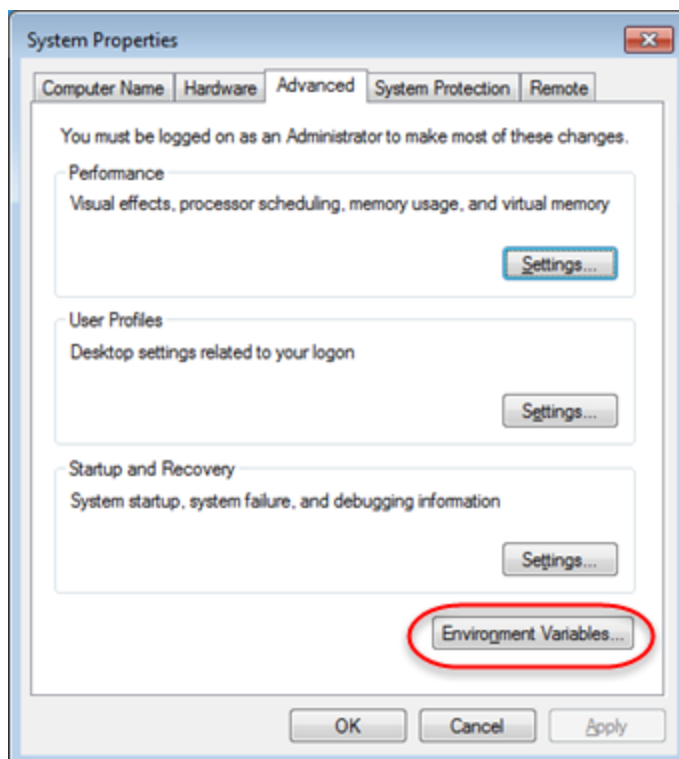 System Properties
Computer Name Hardware Advanced System Protection Remote
You must be logged on as an Administrator to make most of these changes.
Performance
Visual effects, processor scheduling, memory usage, and virtual memory
Settings...
User Profiles
Desktop settings related to your logon
Settings...
Startup and Recovery
System startup, system failure, and debugging information
Settings...
Environment Variables...
OK Cancel Apply